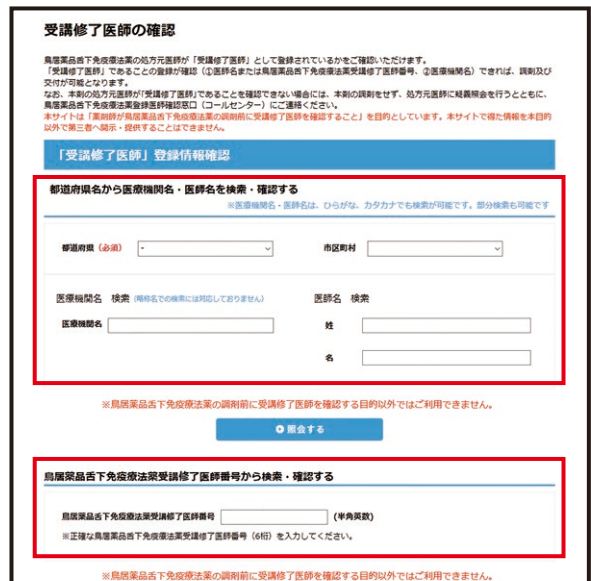 受講修了医師の確認
鳥居薬品舌下免疫療法薬の処方元医師が「受講修了医師」として登録されているかをご確認いただけます。
「受講修了医師」であることの登録が確認（①医師名または鳥居薬品舌下免疫療法薬受講修了医師番号、②医療機関名）できれば、調剤及び
交付が可能となります。
なお、本剤の処方元医師が「受講修了医師」であることを確認できない場合には、本剤の調剤をせず、処方元医師に疑義照会を行うとともに、
鳥居薬品舌下免疫療法薬登録医師確認窓口（コールセンター）にご連絡ください。
本サイトは「薬剤師が鳥居薬品舌下免疫療法薬の調剤前に受講修了医師を確認すること」を目的としています。本サイトで得た情報を本目的
以外で第三者へ開示・提供することはできません。
「受講修了医師」登録情報確認
都道府県名から医療機関名・医師名を検索・確認する
※医療機関名・医師名は、ひらがな、カタカナでも検索が可能です。部分検索も可能です
都道府県（必須） - 市区町村
医療機関名 検索（略称名での検索には対応しておりません） 医師名 検索
医療機関名 姓
名
※鳥居薬品舌下免疫療法薬の調剤前に受講修了医師を確認する目的以外ではご利用できません。
照会する
鳥居薬品舌下免疫療法薬受講修了医師番号から検索・確認する
鳥居薬品舌下免疫療法薬受講修了医師番号 (半角英数)
※正確な鳥居薬品舌下免疫療法薬受講修了医師番号（6桁）を入力してください。
※鳥居薬品舌下免疫療法薬の調剤前に受講修了医師を確認する目的以外ではご利用できません。